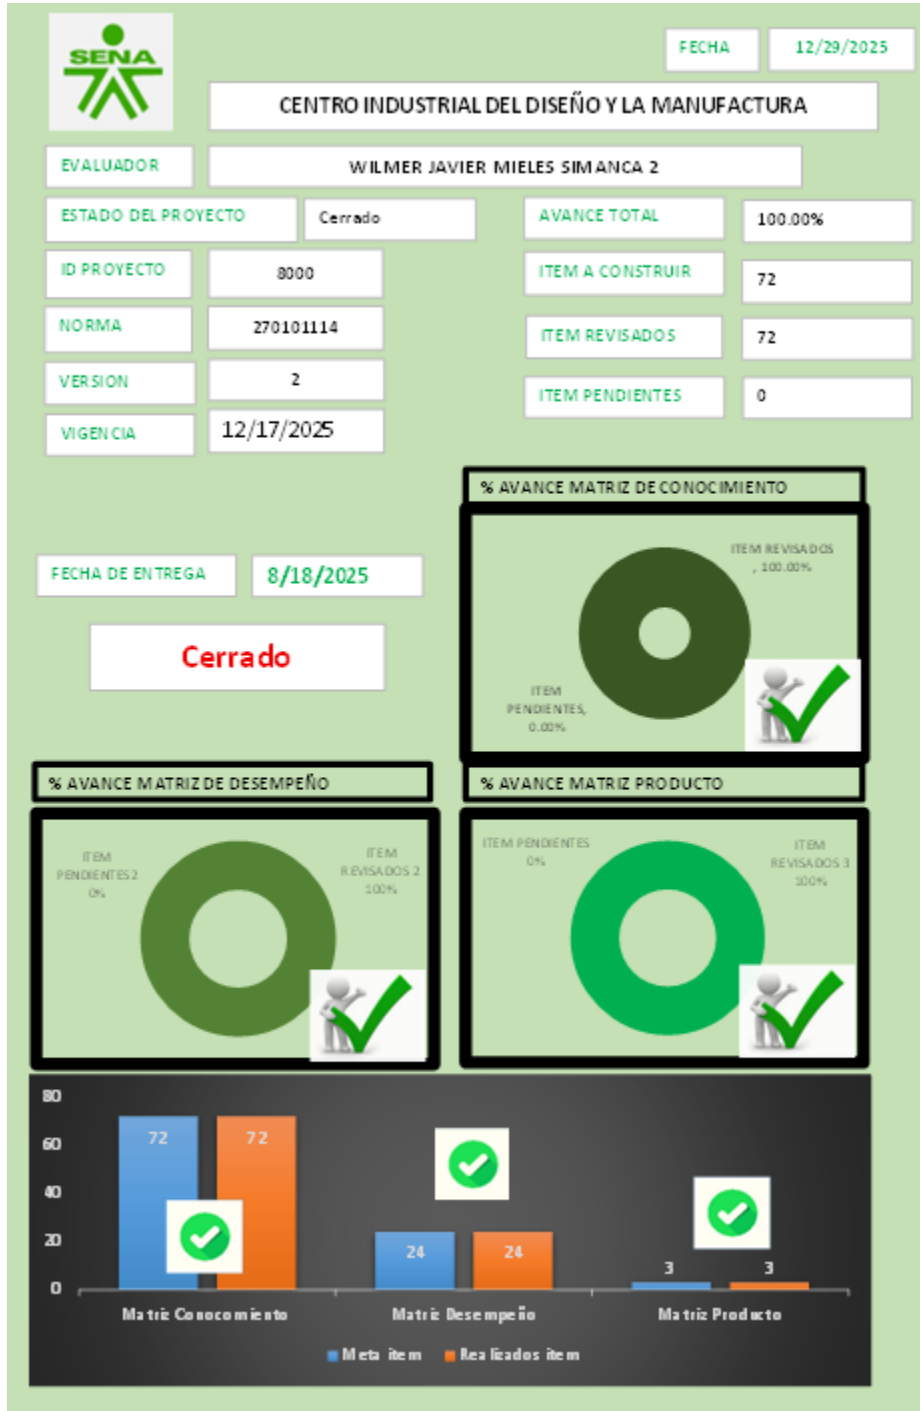 SENA
FECHA
12/29/2025
CENTRO INDUSTRIAL DEL DISEÑO Y LA MANUFACTURA
EVALUADOR
WILMER JAVIER MIELES SIMANCA 2
ESTADO DEL PROYECTO
Cerrado
AVANCE TOTAL
100.00%
ID PROYECTO
8000
ITEM A CONSTRUIR
72
NORMA
270101114
ITEM REVISADOS
72
VERSION
2
ITEM PENDIENTES
0
VIGENCIA
12/17/2025
% AVANCE MATRIZ DE CONOCIMIENTO
ITEM REVISADOS
, 100.00%
ITEM
PENDIENTES,
0.00%
FECHA DE ENTREGA
8/18/2025
Cerrado
% AVANCE MATRIZ DE DESEMPEÑO
ITEM
PENDIENTES 2
0%
ITEM
REVISADOS 2
100%
% AVANCE MATRIZ PRODUCTO
ITEM PENDIENTES
0%
ITEM
REVISADOS 3
100%
80
60
40
20
0
72
72
24
24
3
3
Matriz Conocomiento
Matriz Desempeño
Matriz Producto
Meta item
Realizados item